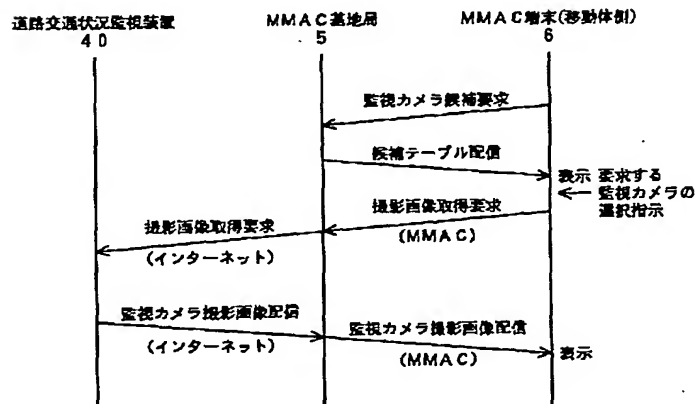 道路交通状況監視装置
40
MMAC基地局
5
MMAC端末(移動体側)
6
監視カメラ候補要求
候補テーブル配信
表示 要求する
監視カメラの
選択指示
撮影画像取得要求
(MMAC)
撮影画像取得要求
(インターネット)
監視カメラ撮影画像配信
(インターネット)
監視カメラ撮影画像配信
(MMAC)
表示